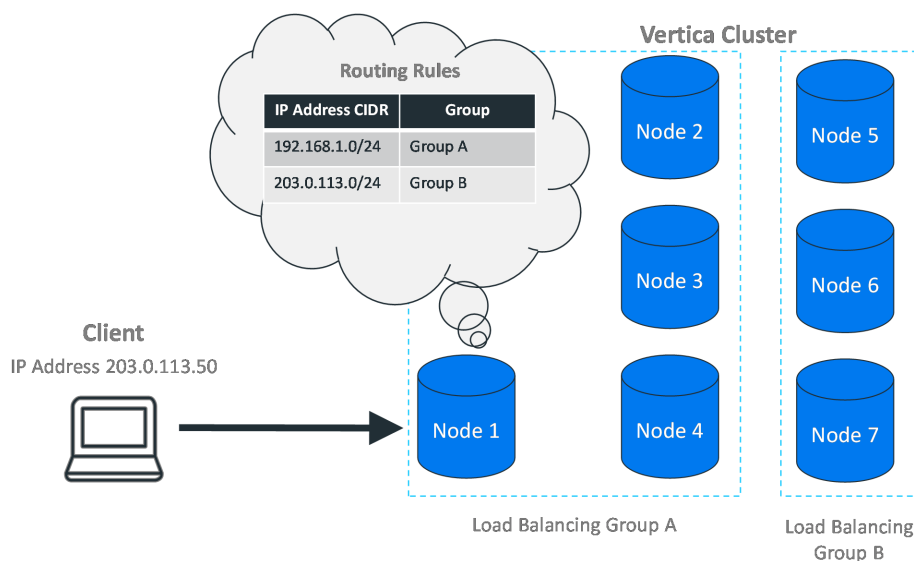 Vertica Cluster
Routing Rules
IP Address CIDR Group
192.168.1.0/24 Group A
203.0.113.0/24 Group B
Node 2
Node 5
Node 3
Node 6
Client
IP Address 203.0.113.50
Node 1
Node 4
Node 7
Load Balancing Group A
Load Balancing
Group B